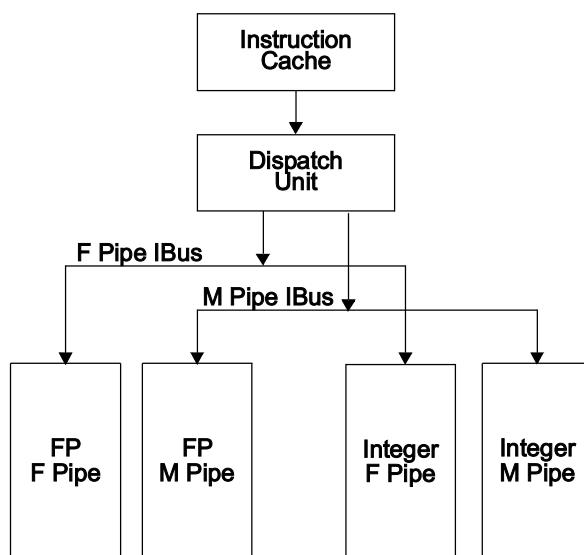 Instruction
Cache
Dispatch
Unit
F Pipe IBus
M Pipe IBus
FP
F Pipe
FP
M Pipe
Integer
F Pipe
Integer
M Pipe